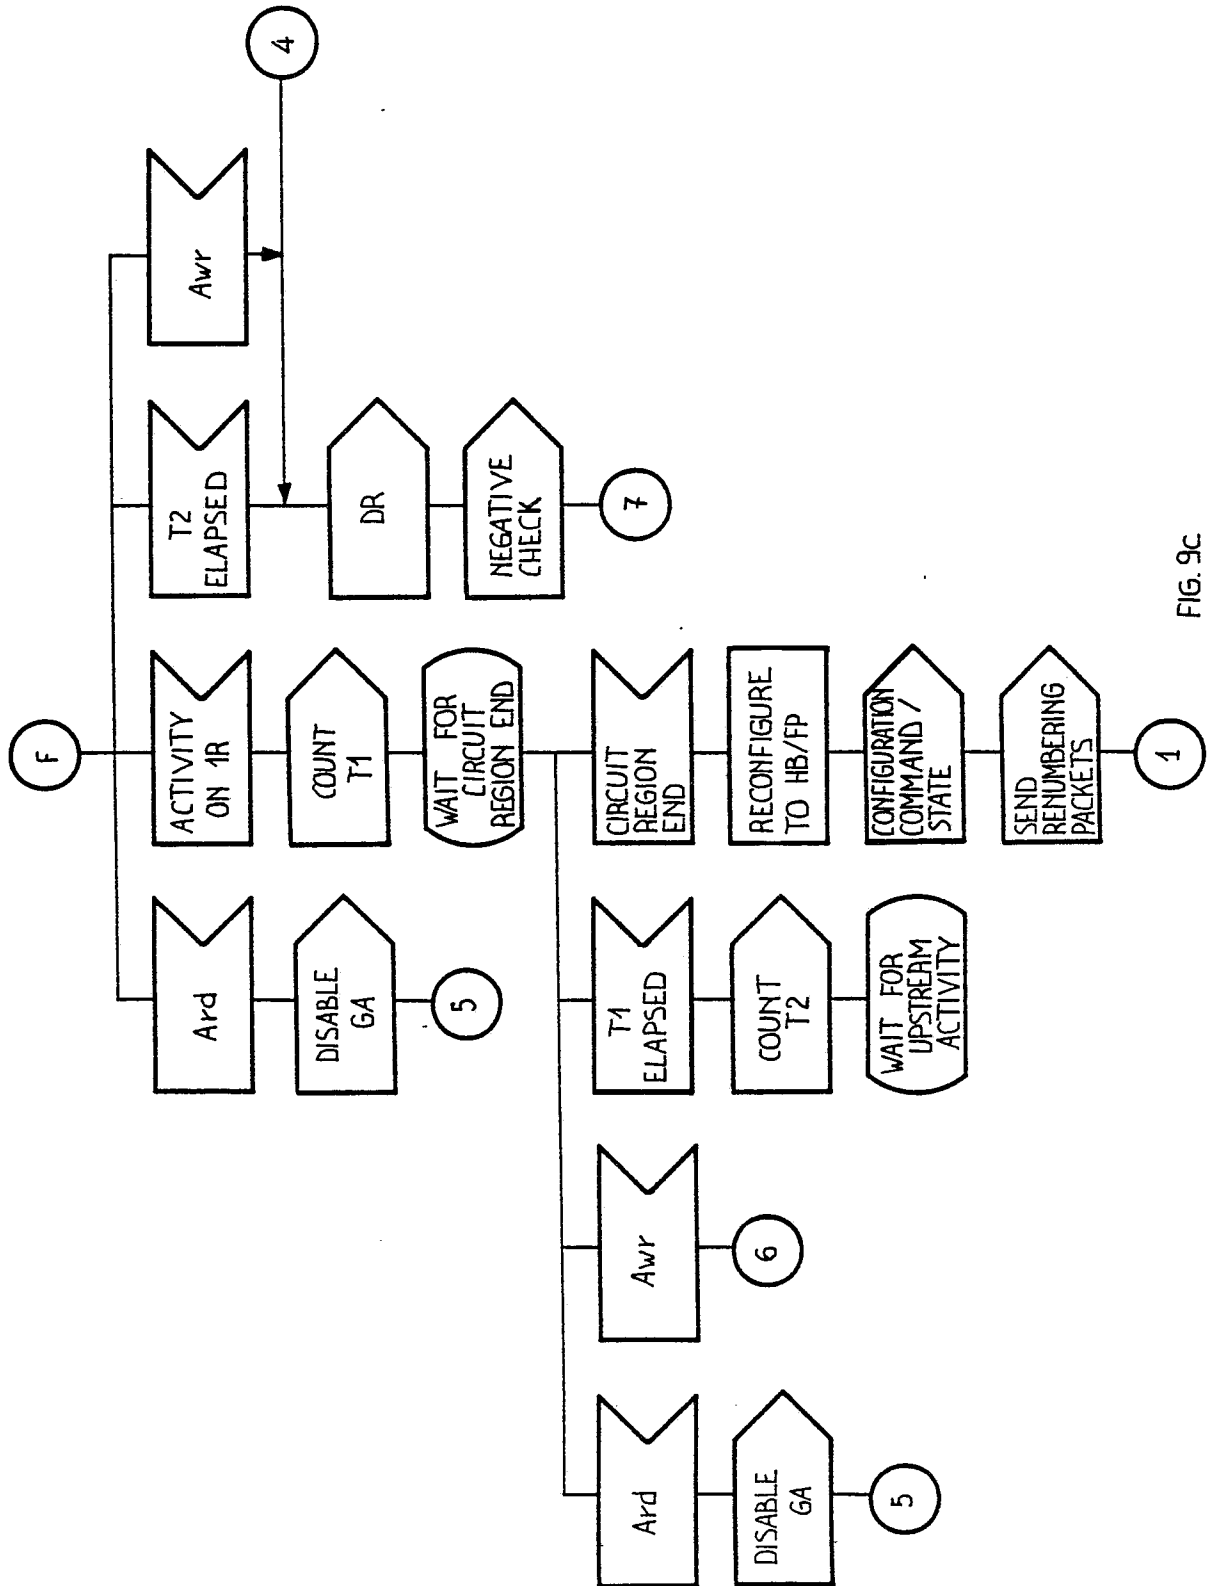 F
Ard
ACTIVITY
ON 1R
T2
ELAPSED
Awr
4
DISABLE
GA
COUNT
T1
DR
5
WAIT FOR
CIRCUIT
REGION END
NEGATIVE
CHECK
7
Ard
Awr
T1
ELAPSED
CIRCUIT
REGION
END
DISABLE
GA
6
COUNT
T2
RECONFIGURE
TO HB/FP
5
WAIT FOR
UPSTREAM
ACTIVITY
CONFIGURATION
COMMAND /
STATE
SEND
RENUMBERING
PACKETS
1
FIG. 9c